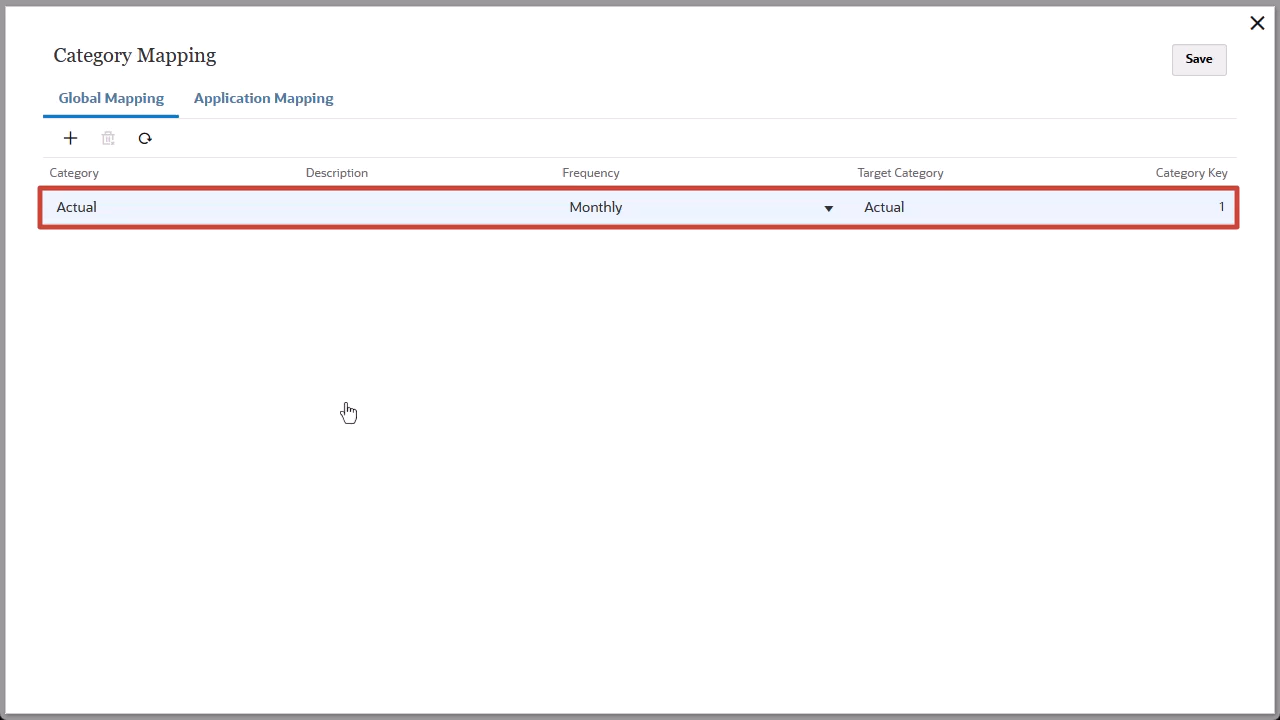 Category Mapping
Save
Global Mapping Application Mapping
Category Description Frequency Target Category Category Key
Actual Monthly Actual 1